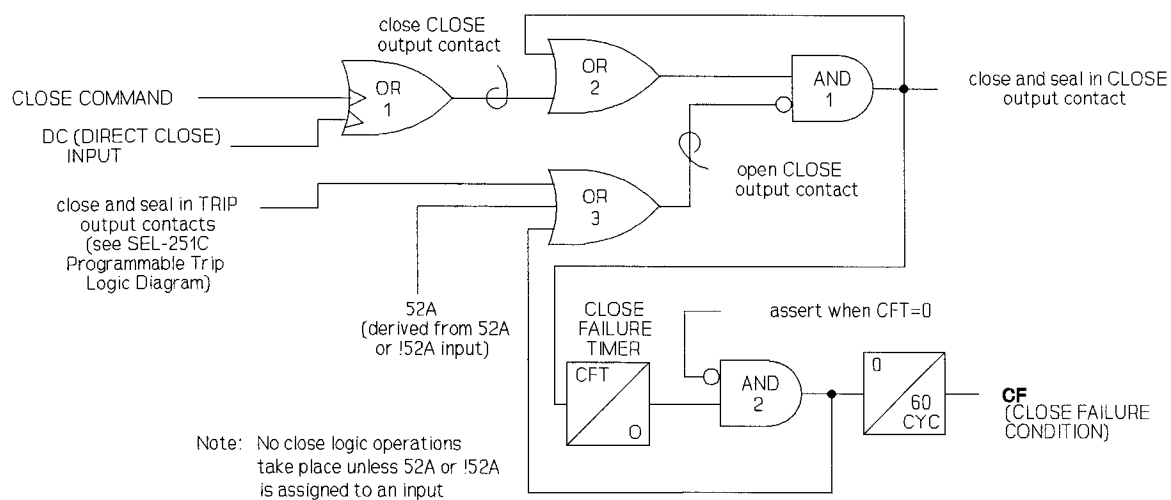 close CLOSE
output contact
OR
1
OR
2
AND
1
close and seal in CLOSE
output contact
CLOSE COMMAND
DC (DIRECT CLOSE)
INPUT
open CLOSE
output contact
OR
3
close and seal in TRIP
output contacts
(see SEL-251C
Programmable Trip
Logic Diagram)
52A
(derived from 52A
or !52A input)
CLOSE
FAILURE
TIMER
assert when CFT=0
CFT
0
AND
2
0
60
CYC
CF
(CLOSE FAILURE
CONDITION)
Note: No close logic operations
take place unless 52A or !52A
is assigned to an input